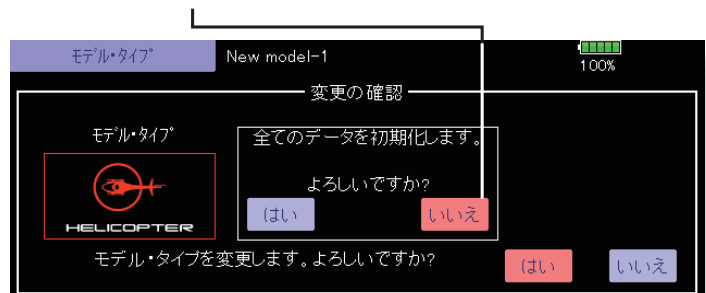 モデル・タイプ New model-1 100%
変更の確認
モデル・タイプ
全てのデータを初期化します。
よろしいですか?
はい いいえ
HELICOPTER
モデル・タイプを変更します。よろしいですか? はい いいえ